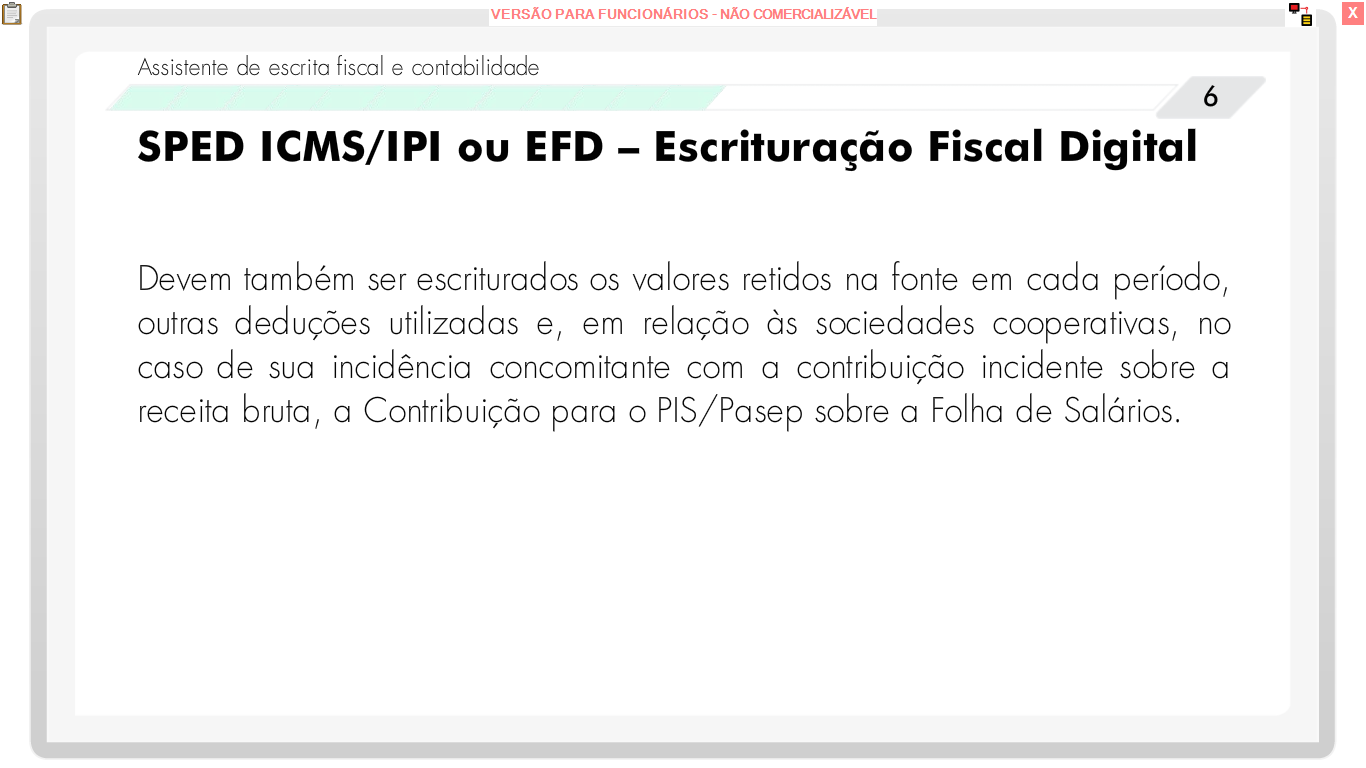 VERSÃO PARA FUNCIONÁRIOS - NÃO COMERCIALIZÁVEL
X
Assistente de escrita fiscal e contabilidade
6
SPED ICMS/IPI ou EFD – Escrituração Fiscal Digital
Devem também ser escriturados os valores retidos na fonte em cada período,
outras deduções utilizadas e, em relação às sociedades cooperativas, no
caso de sua incidência concomitante com a contribuição incidente sobre a
receita bruta, a Contribuição para o PIS/Pasep sobre a Folha de Salários.